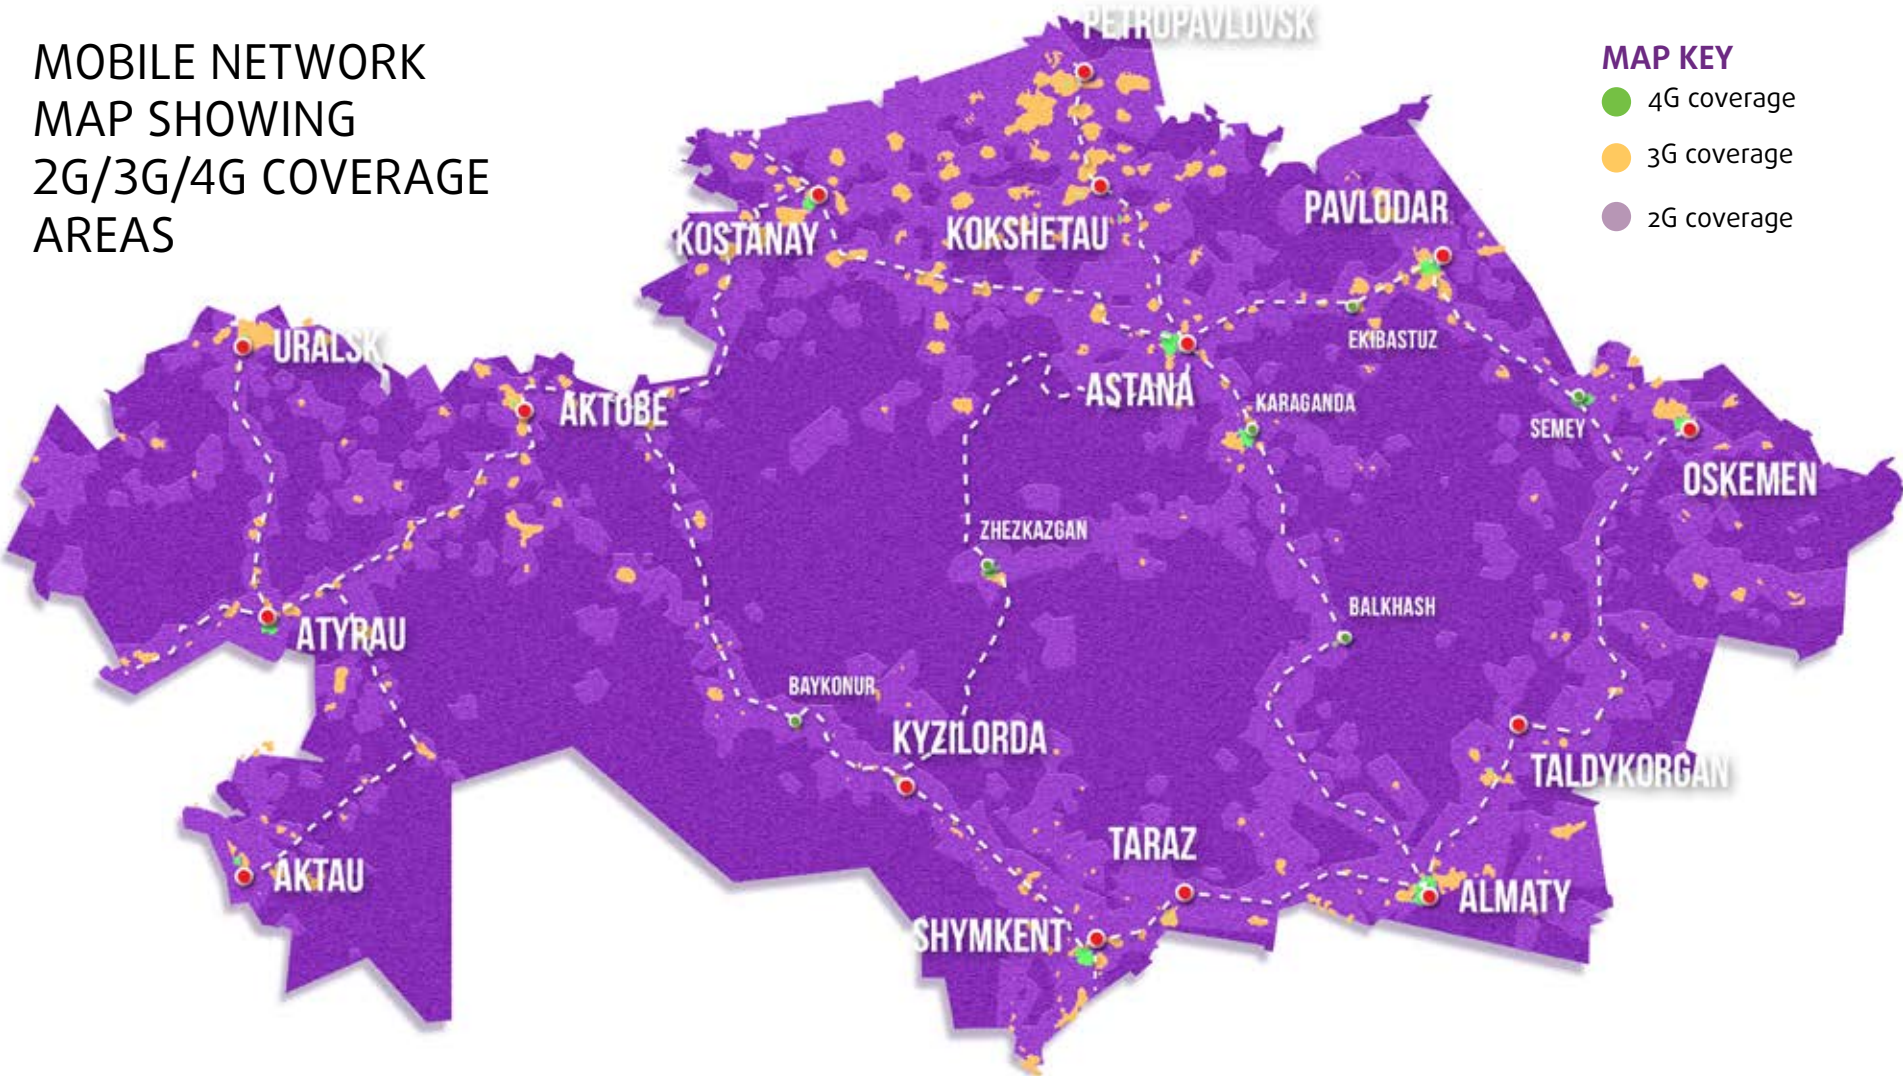 MOBILE NETWORK
MAP SHOWING
2G/3G/4G COVERAGE
AREAS
MAP KEY
4G coverage
3G coverage
2G coverage
PETROPAVLOVSK
KOSTANAY
KOKSHETAU
PAVLODAR
EKIBASTUZ
URALSK
AKTOBE
ASTANA
KARAGANDA
SEMEY
OSKEMEN
ZHEZKAZGAN
BALKHASH
ATYRAU
BAYKONUR
KYZILORDA
TALDYKORGAN
TARAZ
AKTAU
ALMATY
SHYMKENT